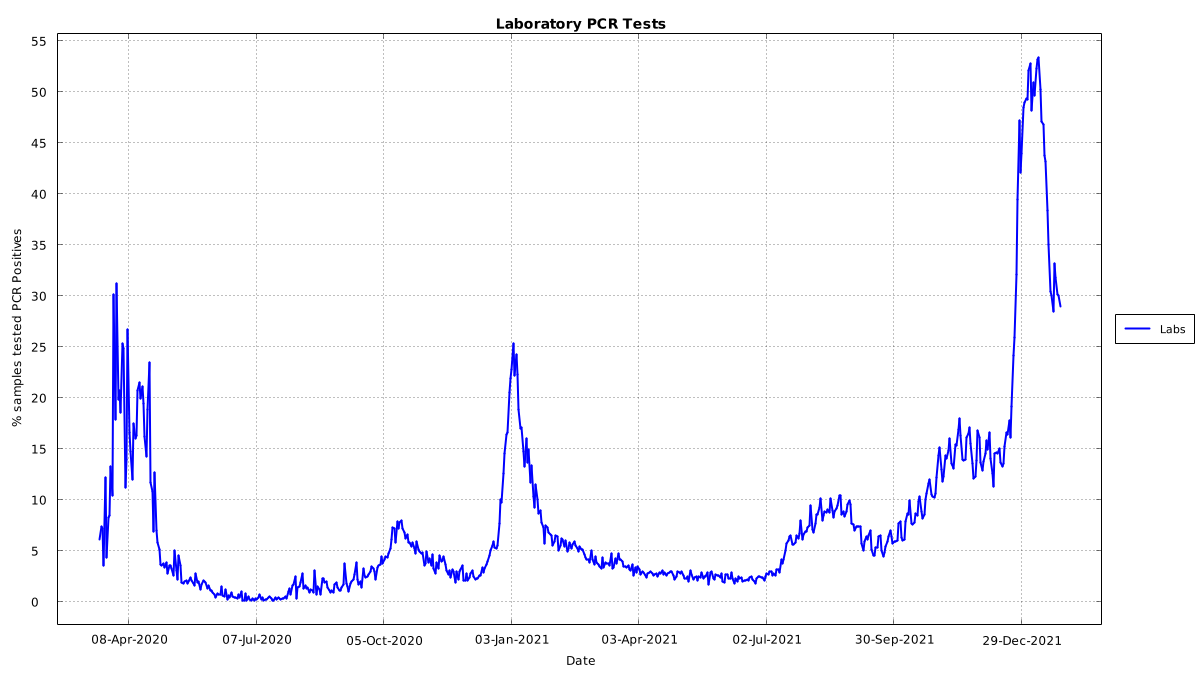 Laboratory PCR Tests
% samples tested PCR Positives
55
50
45
40
35
30
25
20
15
10
5
0
08-Apr-2020
07-Jul-2020
05-Oct-2020
03-Jan-2021
03-Apr-2021
02-Jul-2021
30-Sep-2021
29-Dec-2021
Date
Labs